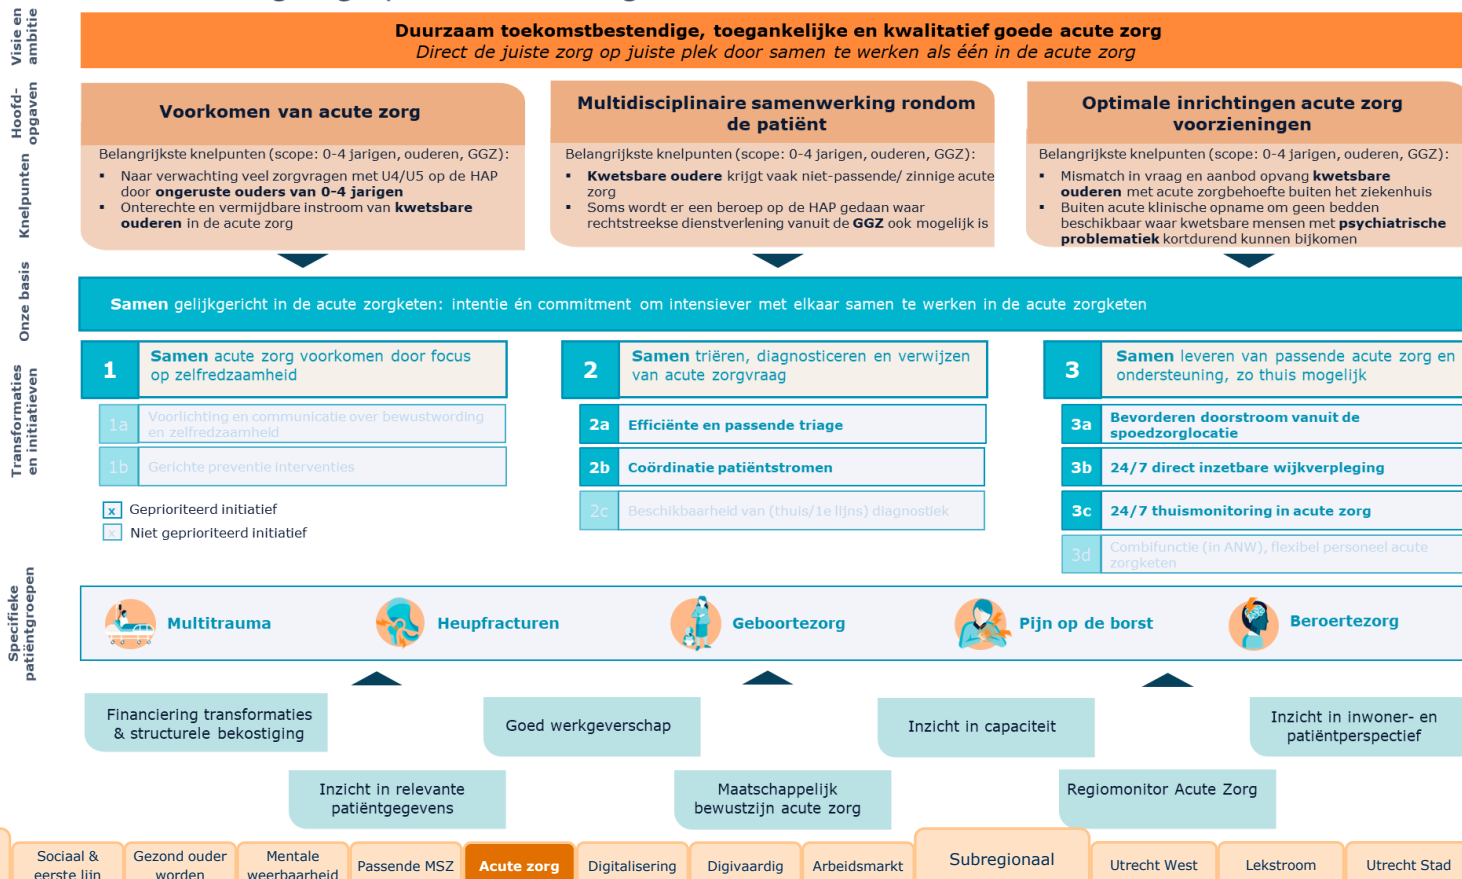 Visie en
ambitie
Duurzaam toekomstbestendige, toegankelijke en kwalitatief goede acute zorg
Direct de juiste zorg op juiste plek door samen te werken als één in de acute zorg
Hoofd-
opgaven
Voorkomen van acute zorg
Multidisciplinaire samenwerking rondom
de patiënt
Optimale inrichtingen acute zorg
voorzieningen
Knelpunten
Belangrijkste knelpunten (scope: 0-4 jarigen, ouderen, GGZ):
▪ Naar verwachting veel zorgvragen met U4/U5 op de HAP
door ongeruste ouders van 0-4 jarigen
▪ Onterechte en vermijdbare instroom van kwetsbare
ouderen in de acute zorg
Belangrijkste knelpunten (scope: 0-4 jarigen, ouderen, GGZ):
▪ Kwetsbare oudere krijgt vaak niet-passende/ zinnige acute
zorg
▪ Soms wordt er een beroep op de HAP gedaan waar
rechtstreekse dienstverlening vanuit de GGZ ook mogelijk is
Belangrijkste knelpunten (scope: 0-4 jarigen, ouderen, GGZ):
▪ Mismatch in vraag en aanbod opvang kwetsbare
ouderen met acute zorgbehoefte buiten het ziekenhuis
▪ Buiten acute klinische opname om geen bedden
beschikbaar waar kwetsbare mensen met psychiatrische
problematiek kortdurend kunnen bijkomen
Onze basis
Samen gelijkgericht in de acute zorgketen: intentie én commitment om intensiever met elkaar samen te werken in de acute zorgketen
Transformaties
en initiatieven
1
Samen acute zorg voorkomen door focus
op zelfredzaamheid
1a
Voorlichting en communicatie over bewustwording
en zelfredzaamheid
1b
Gerichte preventie interventies
x Geprioriteerd initiatief
x Niet geprioriteerd initiatief
2
Samen triëren, diagnosticeren en verwijzen
van acute zorgvraag
2a
Efficiënte en passende triage
2b
Coördinatie patiëntstromen
2c
Beschikbaarheid van (thuis/1e lijns) diagnostiek
3
Samen leveren van passende acute zorg en
ondersteuning, zo thuis mogelijk
3a
Bevorderen doorstroom vanuit de
spoedzorglocatie
3b
24/7 direct inzetbare wijkverpleging
3c
24/7 thuismonitoring in acute zorg
3d
Combifunctie (in ANW), flexibel personeel acute
zorgketen
Specifieke
patiëntgroepen
Multitrauma
Heupfracturen
Geboortezorg
Pijn op de borst
Beroertezorg
Financiering transformaties
& structurele bekostiging
Goed werkgeverschap
Inzicht in capaciteit
Inzicht in inwoner- en
patiëntperspectief
Inzicht in relevante
patiëntgegevens
Maatschappelijk
bewustzijn acute zorg
Regiomonitor Acute Zorg
Sociaal &
eerste lijn
Gezond ouder
worden
Mentale
weerbaarheid
Passende MSZ
Acute zorg
Digitalisering
Digivaardig
Arbeidsmarkt
Subregionaal
Utrecht West
Lekstroom
Utrecht Stad